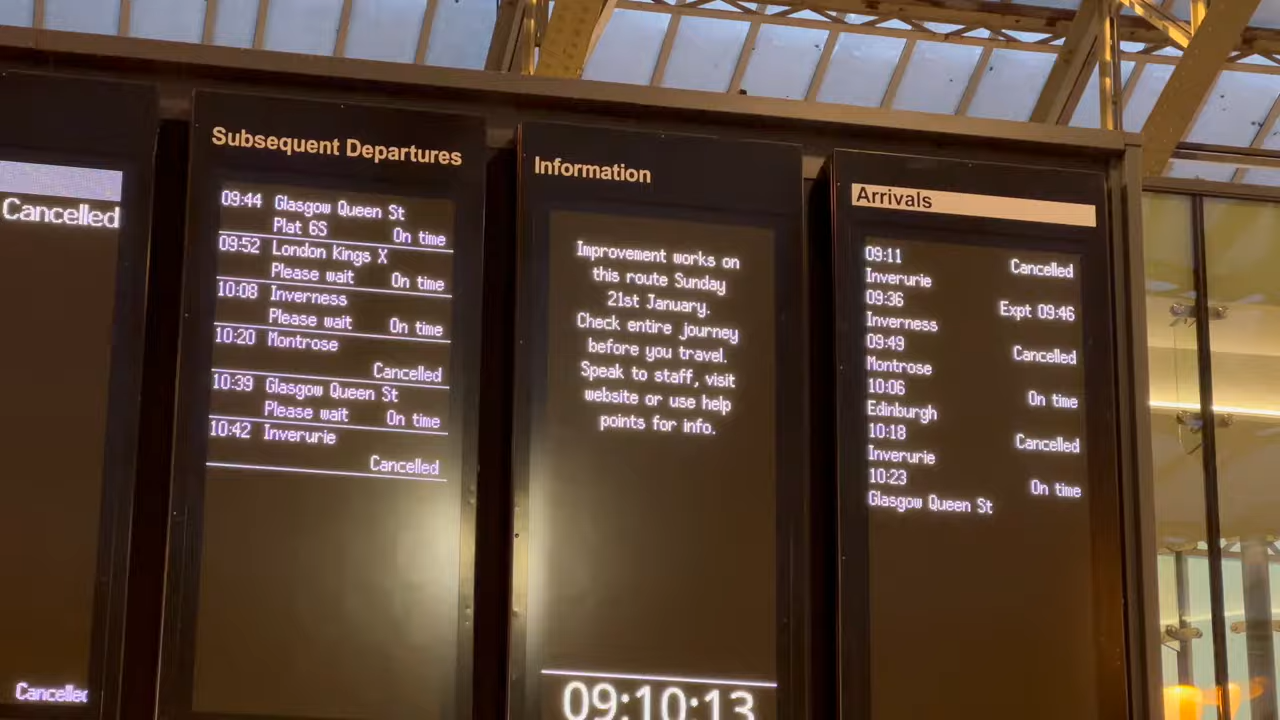 Cancelled
Cancelled
Subsequent Departures
09:44 Glasgow Queen St
Plat 6S On time
09:52 London Kings X
Please wait On time
10:08 Inverness
Please wait On time
10:20 Montrose
Cancelled
10:39 Glasgow Queen St
Please wait On time
10:42 Inverurie
Cancelled
Information
Improvement works on
this route Sunday
21st January.
Check entire journey
before you travel.
Speak to staff, visit
website or use help
points for info.
09:10:13
Arrivals
09:11
Inverurie Cancelled
09:36
Inverness Expt 09:46
09:49
Montrose Cancelled
10:06
Edinburgh On time
10:18
Inverurie Cancelled
10:23
Glasgow Queen St On time